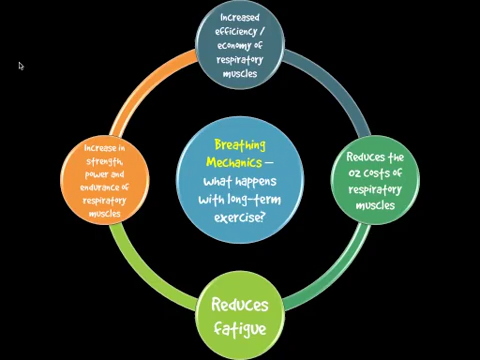 Increased
efficiency /
economy of
respiratory
muscles
Breathing
Mechanics –
what happens
with long-term
exercise?
Reduces the
O2 costs of
respiratory
muscles
Reduces
fatigue
Increase in
strength,
power and
endurance of
respiratory
muscles